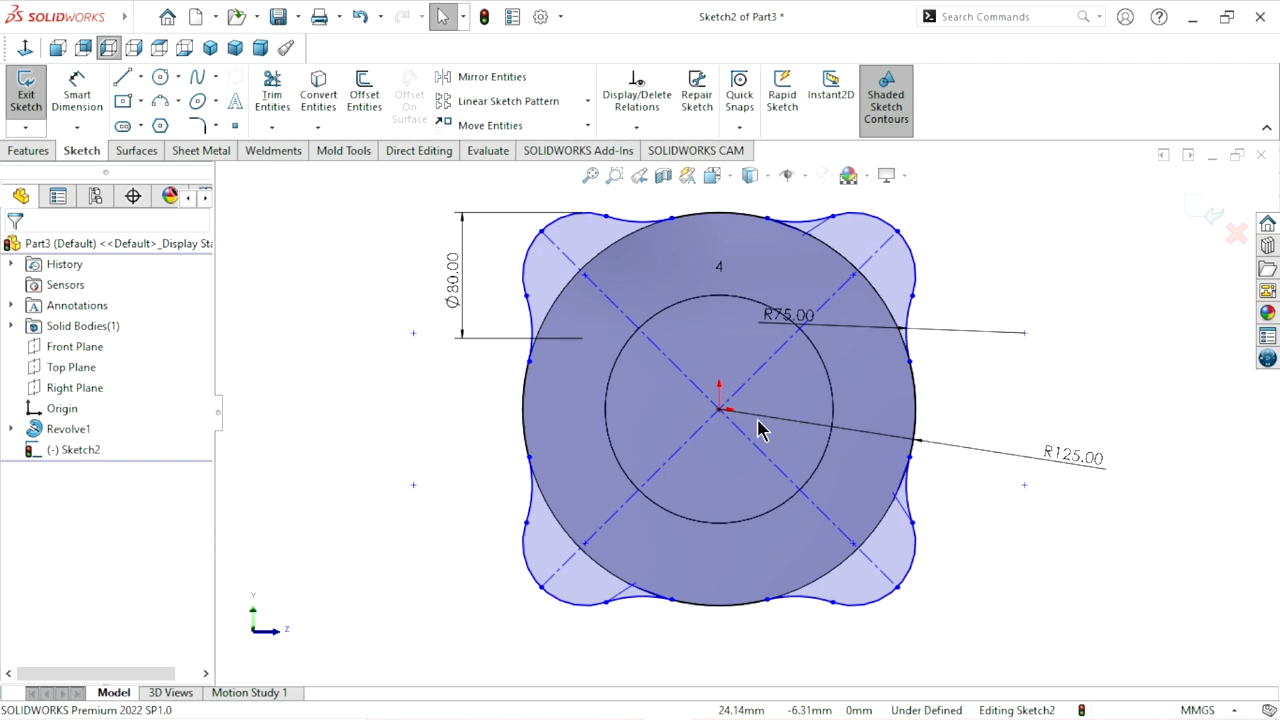 SOLIDWORKS
Sketch2 of Part3 *
Search Commands
Exit Sketch
Smart Dimension
Trim Entities
Convert Entities
Offset Entities
Offset On Surface
Mirror Entities
Linear Sketch Pattern
Move Entities
Display/Delete Relations
Repair Sketch
Quick Snaps
Rapid Sketch
Instant2D
Shaded Sketch Contours
Features
Sketch
Surfaces
Sheet Metal
Weldments
Mold Tools
Direct Editing
Evaluate
SOLIDWORKS Add-Ins
SOLIDWORKS CAM
Part3 (Default) <<Default>_Display Sta
History
Sensors
Annotations
Solid Bodies(1)
Front Plane
Top Plane
Right Plane
Origin
Revolve1
(-) Sketch2
Ø80.00
4
R75.00
R125.00
Y
Z
Model
3D Views
Motion Study 1
SOLIDWORKS Premium 2022 SP1.0
24.14mm
-6.31mm
0mm
Under Defined
Editing Sketch2
MMGS